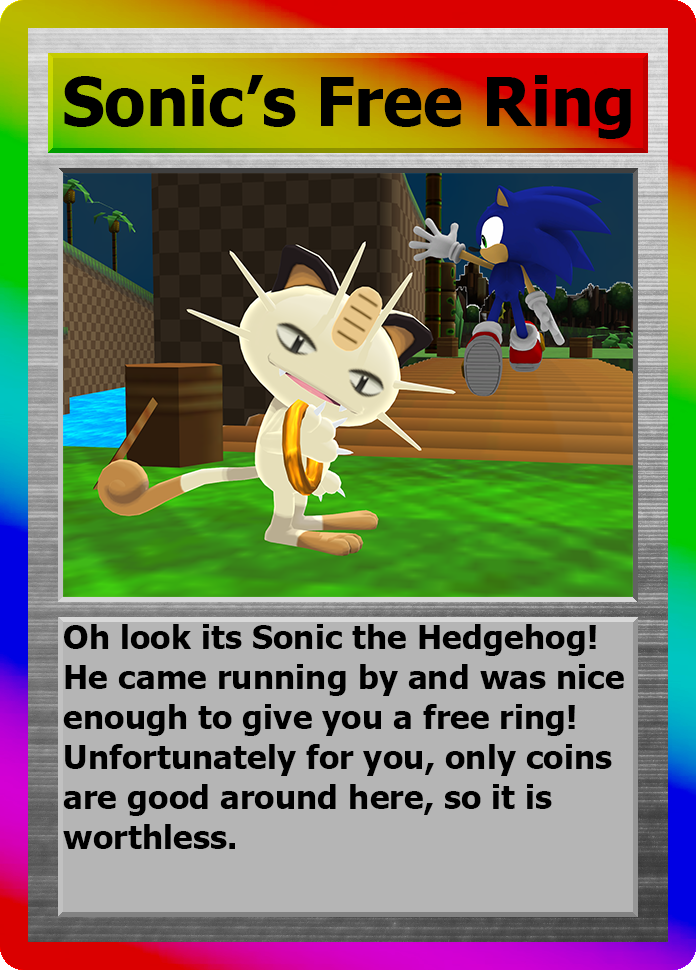 Sonic’s Free Ring
Oh look its Sonic the Hedgehog!
He came running by and was nice
enough to give you a free ring!
Unfortunately for you, only coins
are good around here, so it is
worthless.